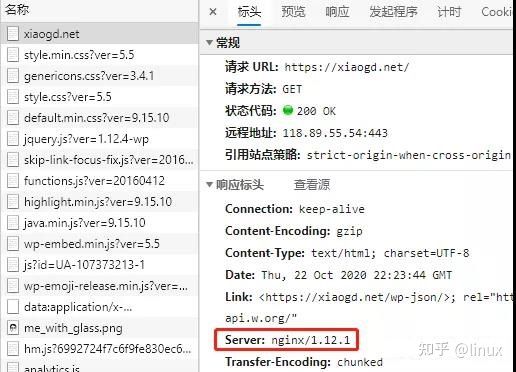 名称
xiaogd.net
style.min.css?ver=5.5
genericons.css?ver=3.4.1
style.css?ver=5.5
default.min.css?ver=9.15.10
jquery.js?ver=1.12.4-wp
skip-link-focus-fix.js?ver=2016...
functions.js?ver=20160412
highlight.min.js?ver=9.15.10
java.min.js?ver=9.15.10
wp-embed.min.js?ver=5.5
js?id=UA-107373213-1
wp-emoji-release.min.js?ver=...
data:application/x-...
me_with_glass.png
hm.js?6992724f7c6f9fe830ec6...
analytics.js
× 标头 预览 响应 发起程序 计时 Cookie
▼ 常规
请求 URL: https://xiaogd.net/
请求方法: GET
状态代码: 200 OK
远程地址: 118.89.55.54:443
引用站点策略: strict-origin-when-cross-origin
▼ 响应标头 查看源
Connection: keep-alive
Content-Encoding: gzip
Content-Type: text/html; charset=UTF-8
Date: Thu, 22 Oct 2020 22:23:44 GMT
Link: <https://xiaogd.net/wp-json/>; rel="htt
api.w.org/"
Server: nginx/1.12.1
Transfer-Encoding: chunked
知乎 @linux